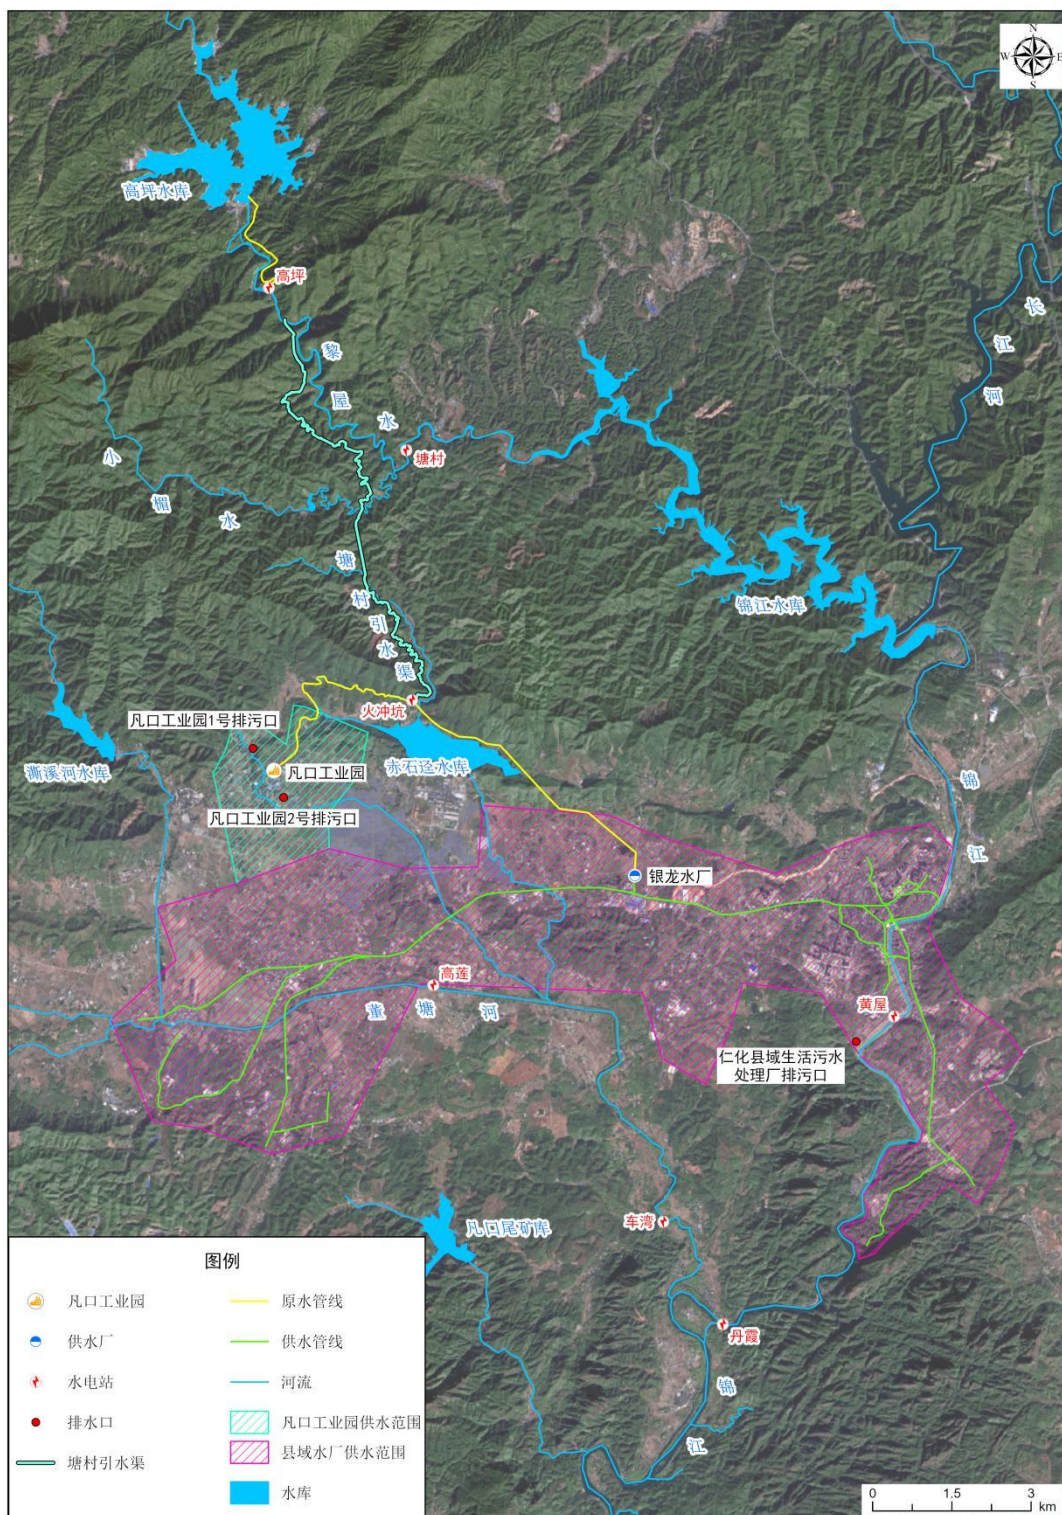 N
W E
S
高坪水库
高坪
黎屋水
长江河
塘村
小楣水
塘村引水渠
锦江水库
火冲坑
凡口工业园1号排污口
澌溪河水库
凡口工业园
赤石迳水库
凡口工业园2号排污口
锦江
银龙水厂
高莲
董塘河
黄屋
仁化县域生活污水
处理厂排污口
车湾
凡口尾矿库
丹霞
锦江
图例
凡口工业园
原水管线
供水厂
供水管线
水电站
河流
排水口
凡口工业园供水范围
县域水厂供水范围
塘村引水渠
水库
0 1.5 3
km